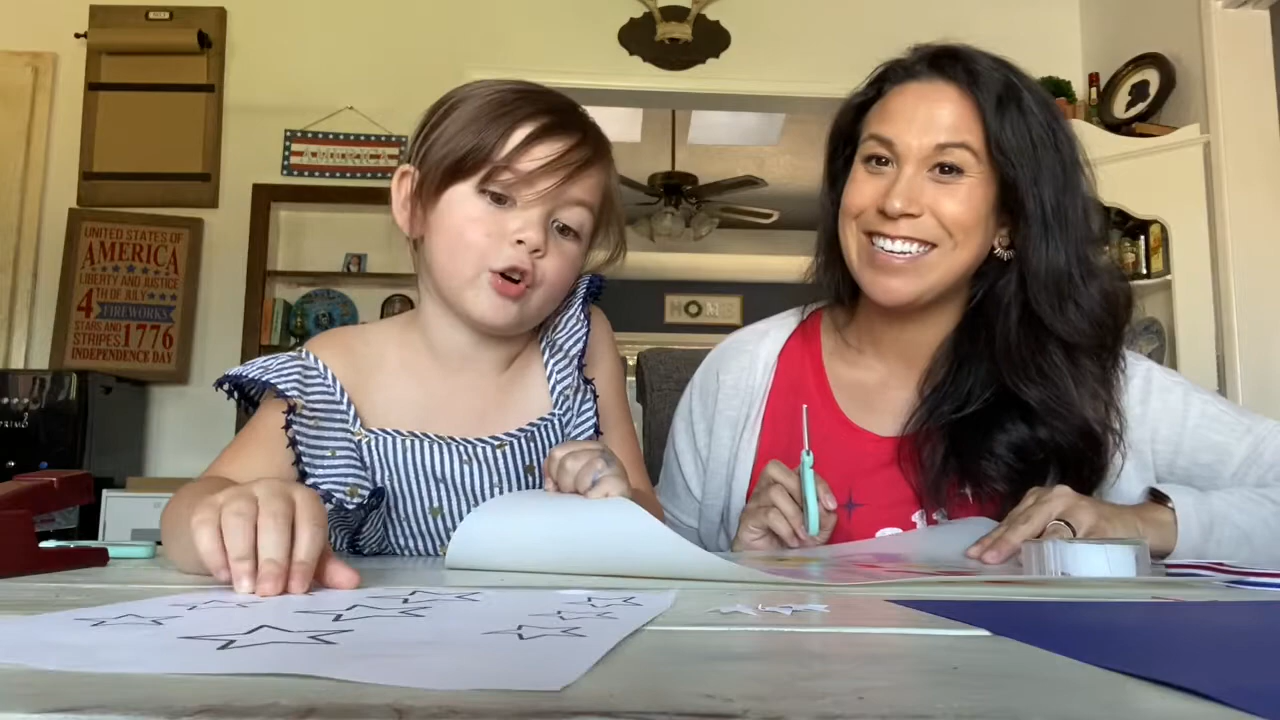 AMERICA
UNITED STATES OF
AMERICA
LIBERTY AND JUSTICE
4TH OF JULY
FIREWORKS
STARS AND
STRIPES 1776
INDEPENDENCE DAY
HOME